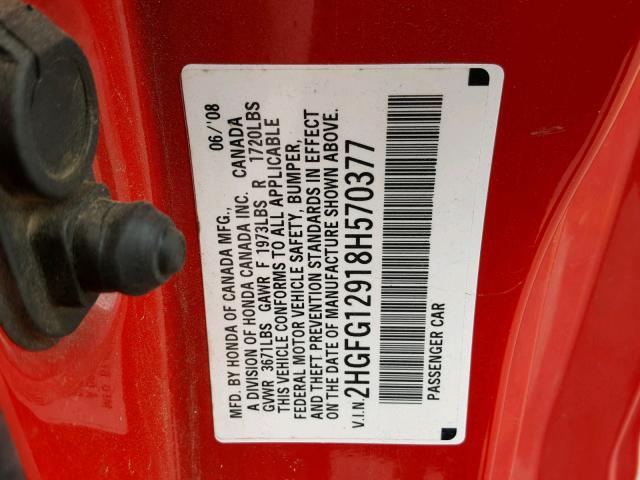 MFD. BY HONDA OF CANADA MFG., 06/'08
A DIVISION OF HONDA CANADA INC. CANADA
GVWR 3671LBS GAWR F 1973LBS R 1720LBS
THIS VEHICLE CONFORMS TO ALL APPLICABLE
FEDERAL MOTOR VEHICLE SAFETY, BUMPER,
AND THEFT PREVENTION STANDARDS IN EFFECT
ON THE DATE OF MANUFACTURE SHOWN ABOVE.
V.I.N. 2HGFG12918H570377
PASSENGER CAR